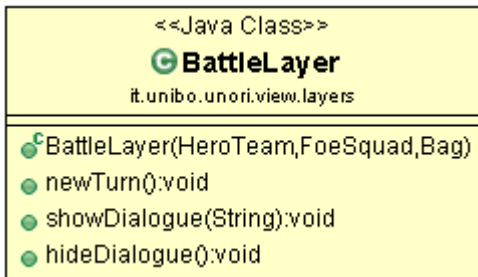 <<Java Class>>
BattleLayer
it.unibo.unori.view.layers
BattleLayer(HeroTeam,FoeSquad,Bag)
newTurn():void
showDialogue(String):void
hideDialogue():void